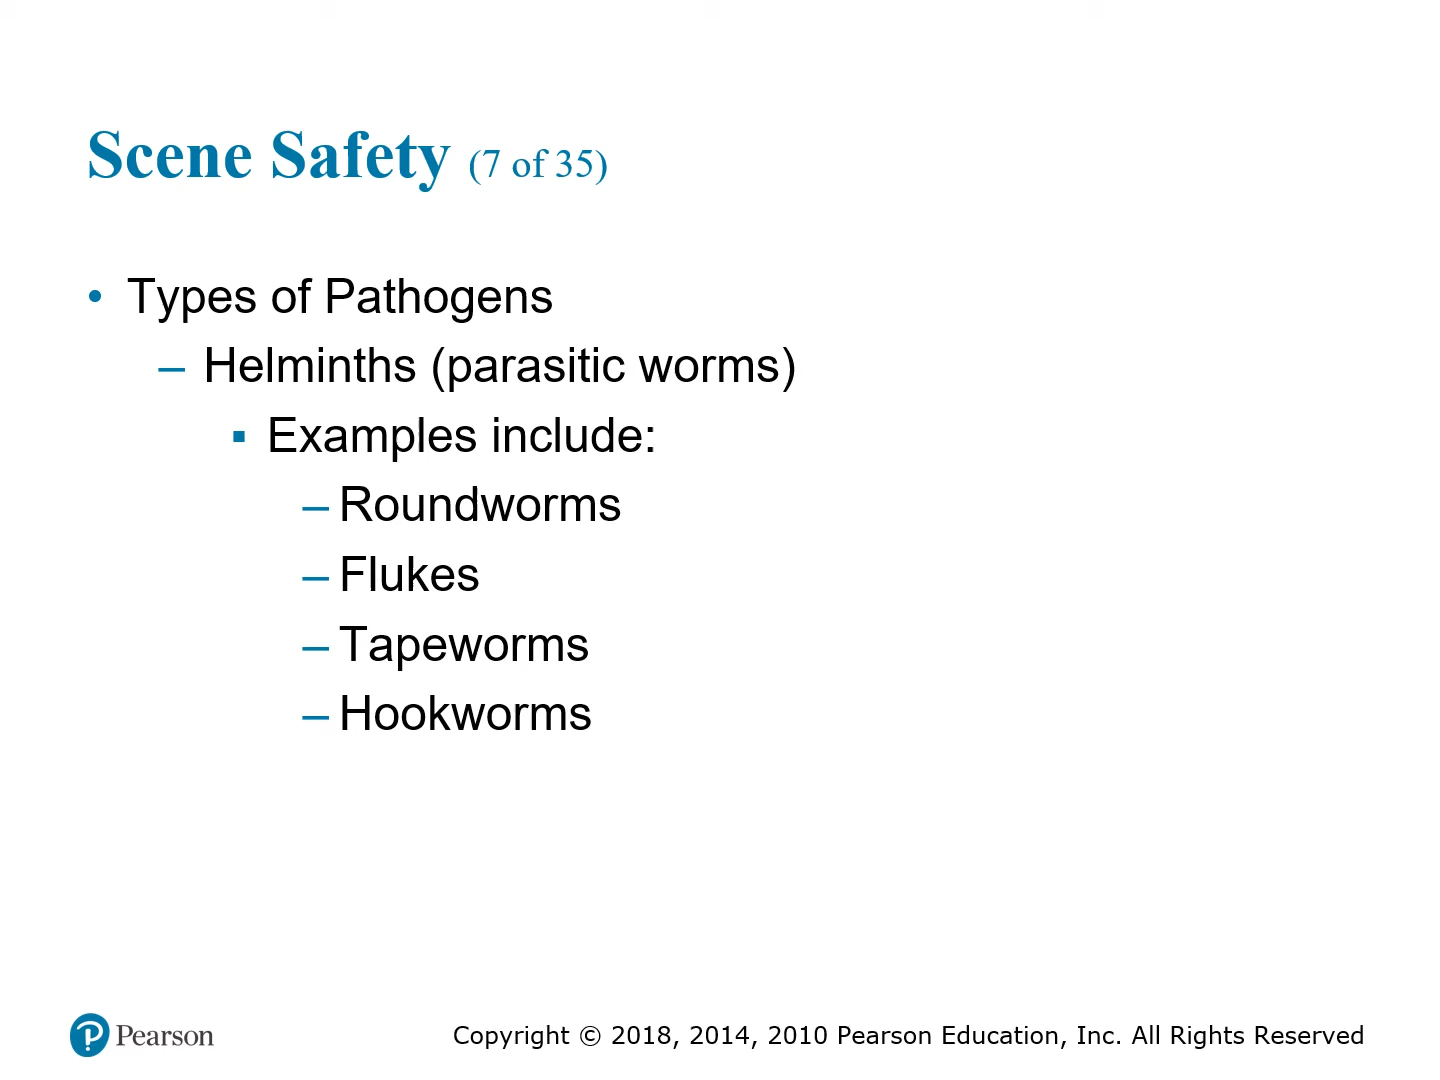 Scene Safety (7 of 35)
• Types of Pathogens
– Helminths (parasitic worms)
▪ Examples include:
– Roundworms
– Flukes
– Tapeworms
– Hookworms
Pearson
Copyright © 2018, 2014, 2010 Pearson Education, Inc. All Rights Reserved